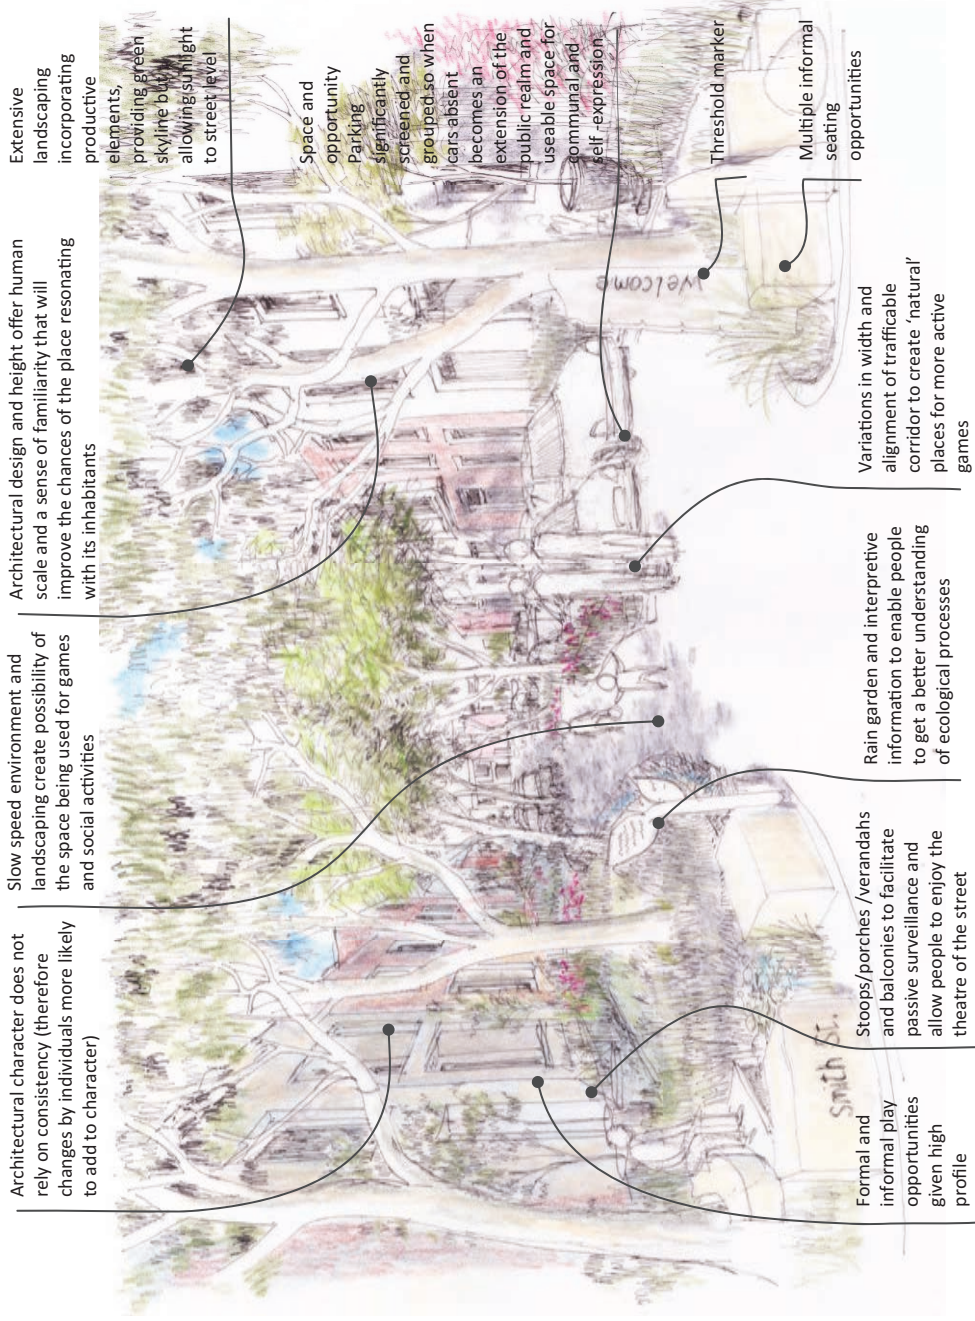 Architectural character does not
rely on consistency (therefore
changes by individuals more likely
to add to character)
Slow speed environment and
landscaping create possibility of
the space being used for games
and social activities
Architectural design and height offer human
scale and a sense of familiarity that will
improve the chances of the place resonating
with its inhabitants
Extensive
landscaping
incorporating
productive
elements,
providing green
skyline but
allowing sunlight
to street level
Space and
opportunity
Parking
significantly
screened and
grouped so when
cars absent
becomes an
extension of the
public realm and
useable space for
communal and
self -expression
Threshold marker
Multiple informal
seating
opportunities
Welcome
Smith St.
Formal and
informal play
opportunities
given high
profile
Stoops/porches /verandahs
and balconies to facilitate
passive surveillance and
allow people to enjoy the
theatre of the street
Rain garden and interpretive
information to enable people
to get a better understanding
of ecological processes
Variations in width and
alignment of trafficable
corridor to create ‘natural’
places for more active
games